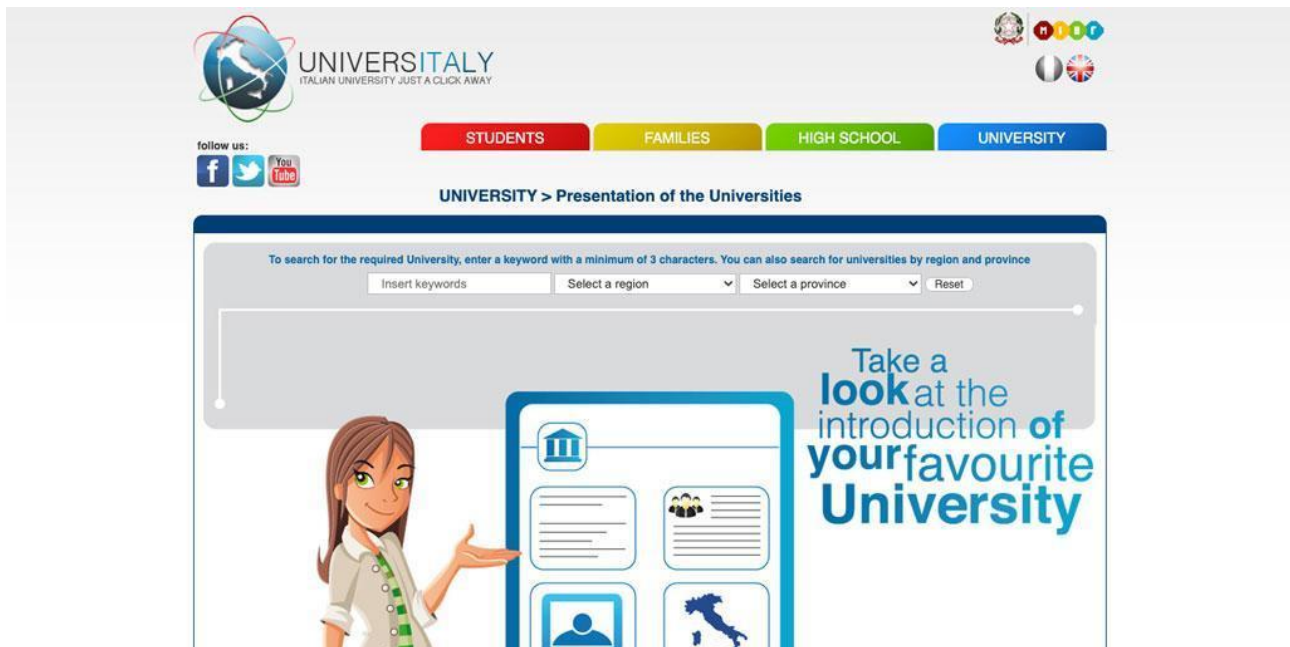 UNIVERSITALY
ITALIAN UNIVERSITY JUST A CLICK AWAY
MIUR
follow us:
f
You
Tube
STUDENTS
FAMILIES
HIGH SCHOOL
UNIVERSITY
UNIVERSITY > Presentation of the Universities
To search for the required University, enter a keyword with a minimum of 3 characters. You can also search for universities by region and province
Insert keywords
Select a region
Select a province
Reset
Take a
look at the
introduction of
your favourite
University